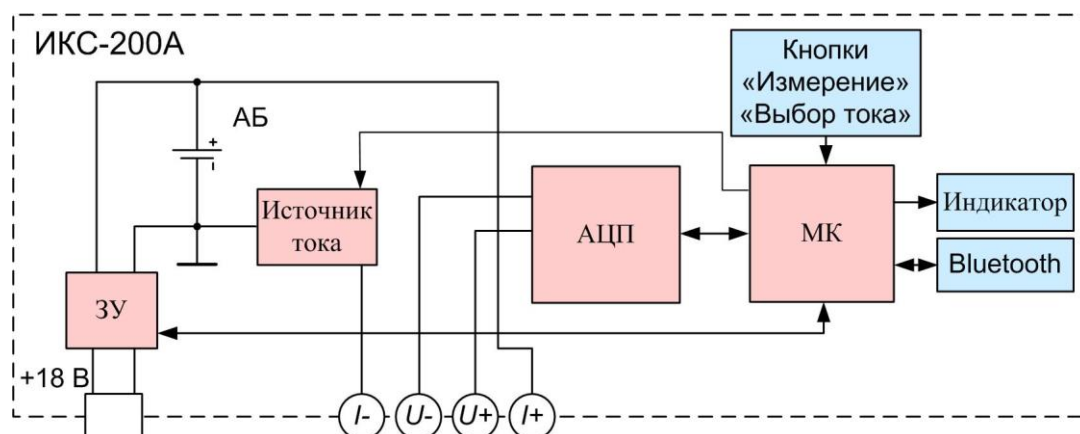 ИКС-200А
Кнопки
«Измерение»
«Выбор тока»
АБ
+
-
Источник
тока
АЦП
МК
Индикатор
Bluetooth
ЗУ
+18 В
I-
U-
U+
I+